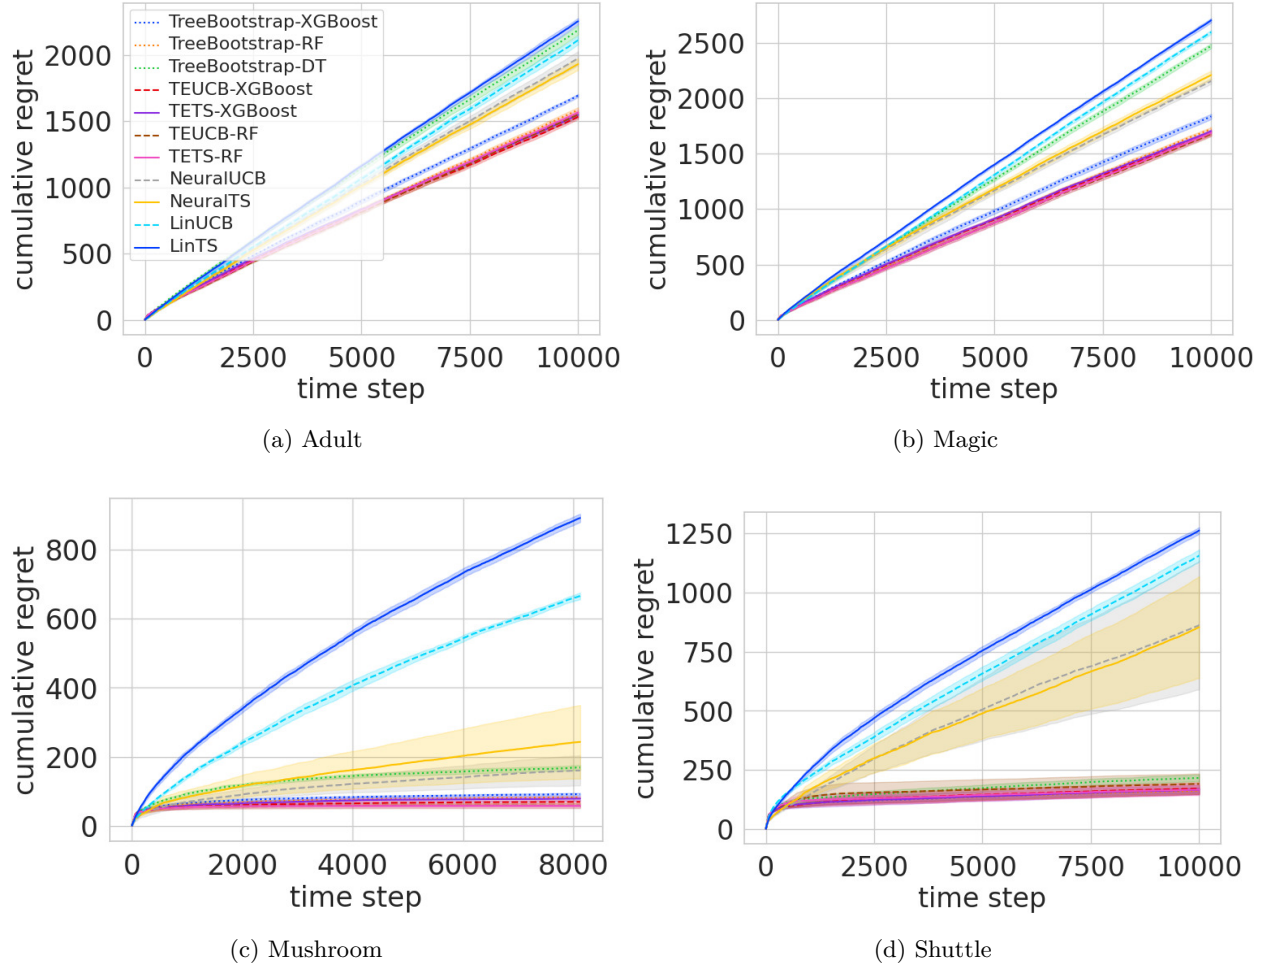 cumulative regret
2000
1500
1000
500
0
TreeBootstrap-XGBoost
TreeBootstrap-RF
TreeBootstrap-DT
TEUCB-XGBoost
TETS-XGBoost
TEUCB-RF
TETS-RF
NeuralUCB
NeuralTS
LinUCB
LinTS
0 2500 5000 7500 10000
time step
(a) Adult
cumulative regret
2500
2000
1500
1000
500
0
0 2500 5000 7500 10000
time step
(b) Magic
cumulative regret
800
600
400
200
0
0 2000 4000 6000 8000
time step
(c) Mushroom
cumulative regret
1250
1000
750
500
250
0
0 2500 5000 7500 10000
time step
(d) Shuttle